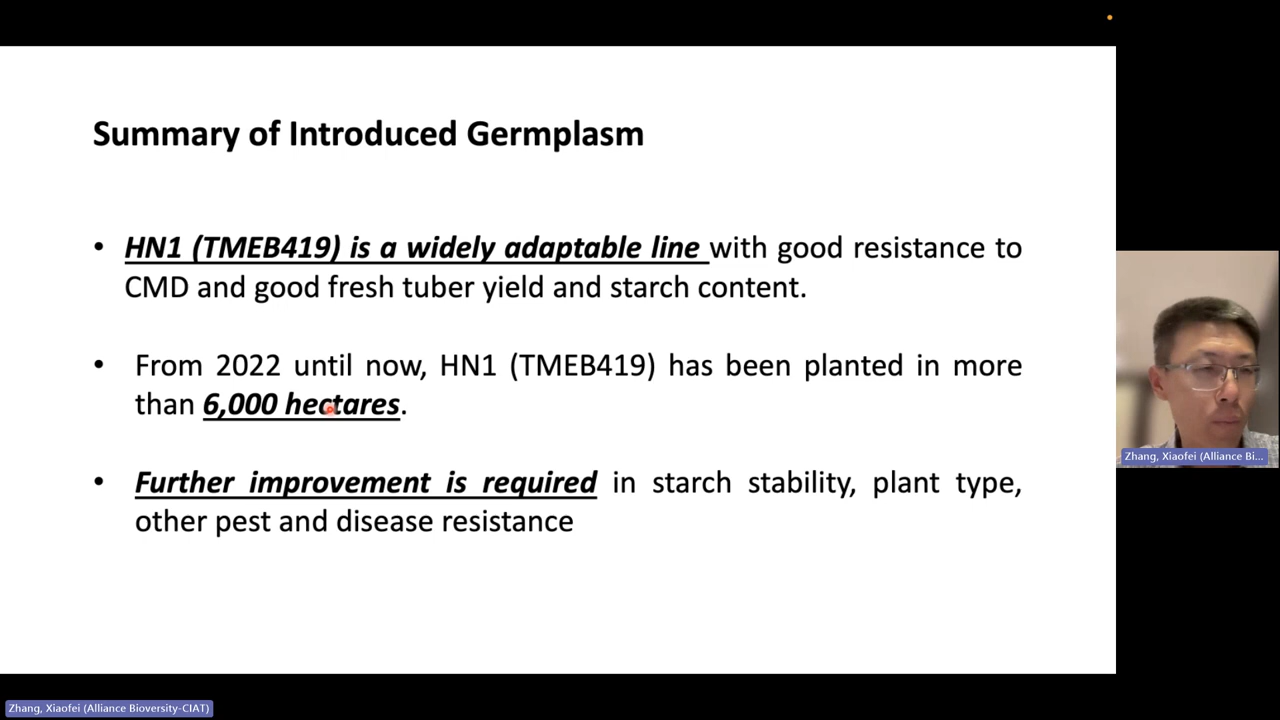 Summary of Introduced Germplasm
• HN1 (TMEB419) is a widely adaptable line with good resistance to
CMD and good fresh tuber yield and starch content.
• From 2022 until now, HN1 (TMEB419) has been planted in more
than 6,000 hectares.
• Further improvement is required in starch stability, plant type,
other pest and disease resistance
Zhang, Xiaofei (Alliance Bi...
Zhang, Xiaofei (Alliance Bioversity-CIAT)